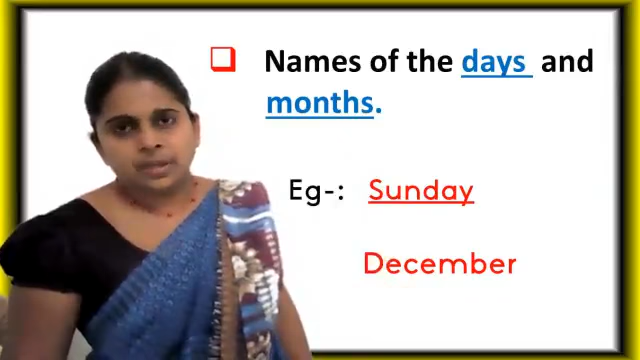 Names of the days and
months.
Eg-: Sunday
December